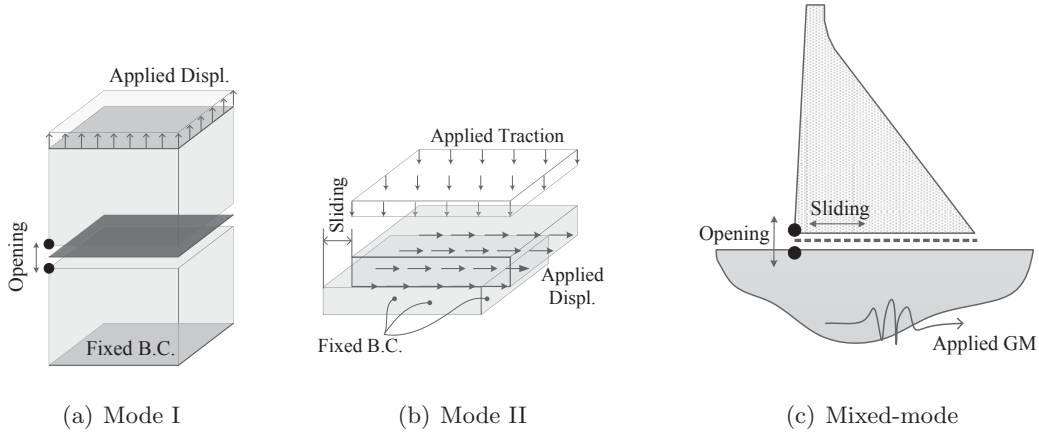 Applied Displ.
Opening
Fixed B.C.
(a) Mode I
Applied Traction
Sliding
Applied
Displ.
Fixed B.C.
(b) Mode II
Sliding
Opening
Applied GM
(c) Mixed-mode